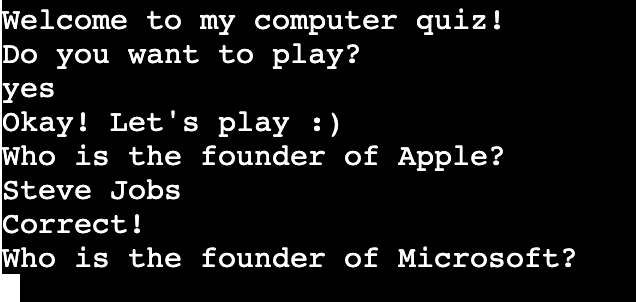 Welcome to my computer quiz!
Do you want to play?
yes
Okay! Let's play :)
Who is the founder of Apple?
Steve Jobs
Correct!
Who is the founder of Microsoft?